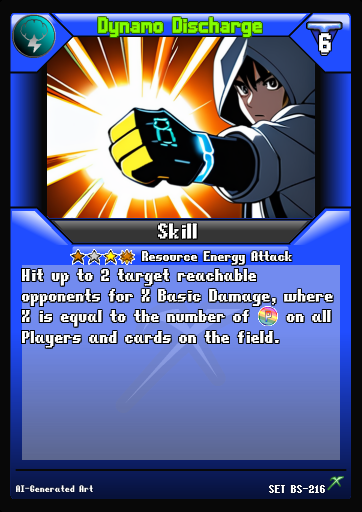 Dynamo Discharge
6
R
Skill
Resource Energy Attack
Hit up to 2 target reachable
opponents for X Basic Damage, where
X is equal to the number of P on all
Players and cards on the field.
AI-Generated Art
SET BS-216